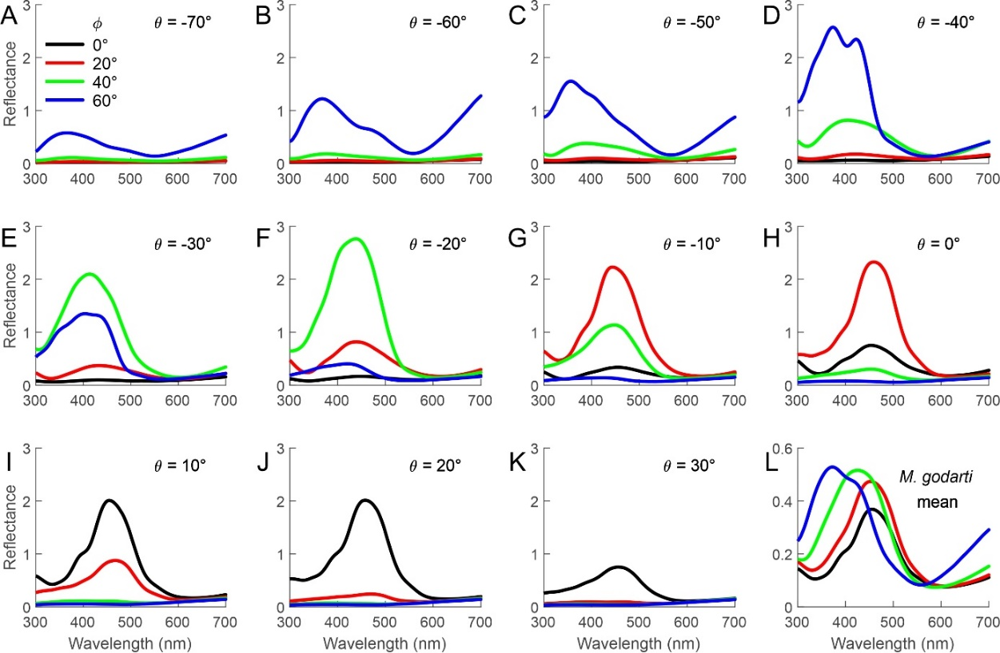 A
3
2
1
0
Reflectance
ϕ
0°
20°
40°
60°
θ = -70°
300 400 500 600 700
B
3
2
1
0
θ = -60°
300 400 500 600 700
C
3
2
1
0
θ = -50°
300 400 500 600 700
D
3
2
1
0
θ = -40°
300 400 500 600 700
E
3
2
1
0
Reflectance
θ = -30°
300 400 500 600 700
F
3
2
1
0
θ = -20°
300 400 500 600 700
G
3
2
1
0
θ = -10°
300 400 500 600 700
H
3
2
1
0
θ = 0°
300 400 500 600 700
I
3
2
1
0
Reflectance
θ = 10°
300 400 500 600 700
Wavelength (nm)
J
3
2
1
0
θ = 20°
300 400 500 600 700
Wavelength (nm)
K
3
2
1
0
θ = 30°
300 400 500 600 700
Wavelength (nm)
L
0.6
0.4
0.2
0
M. godarti
mean
300 400 500 600 700
Wavelength (nm)